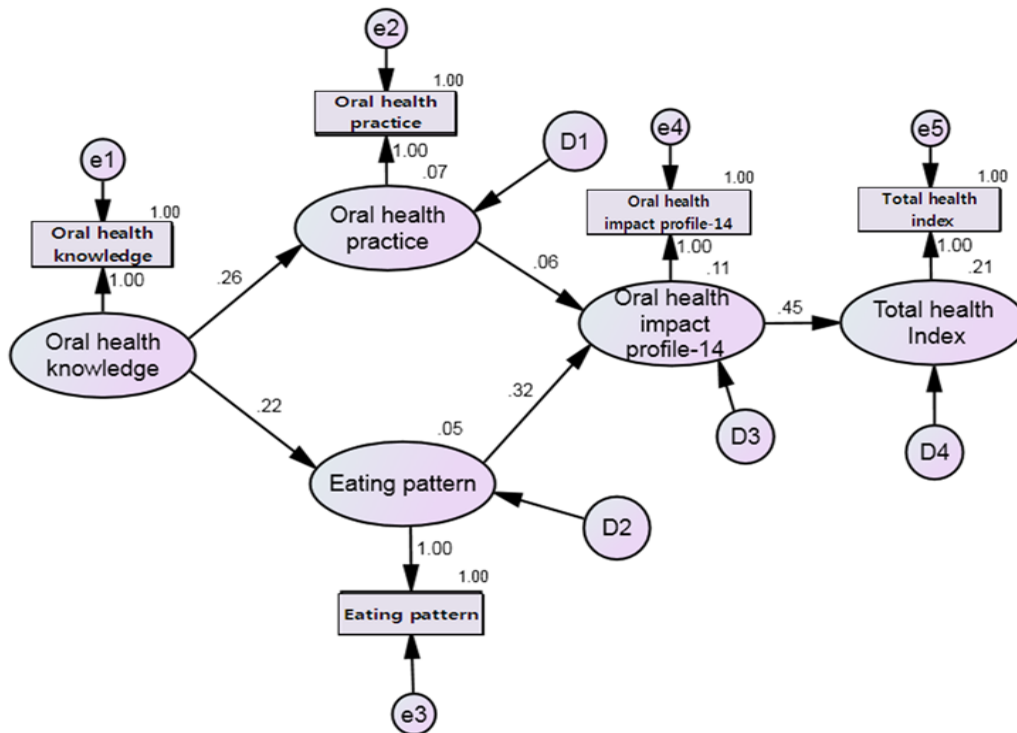 e2
1.00
Oral health
practice
1.00
.07
Oral health
practice
D1
e1
1.00
Oral health
knowledge
1.00
Oral health
knowledge
.26
.22
e4
1.00
Oral health
impact profile-14
1.00
.11
Oral health
impact
profile-14
.06
.32
.45
D3
e5
1.00
Total health
index
1.00
.21
Total health
Index
D4
.05
Eating pattern
D2
1.00
1.00
Eating pattern
e3